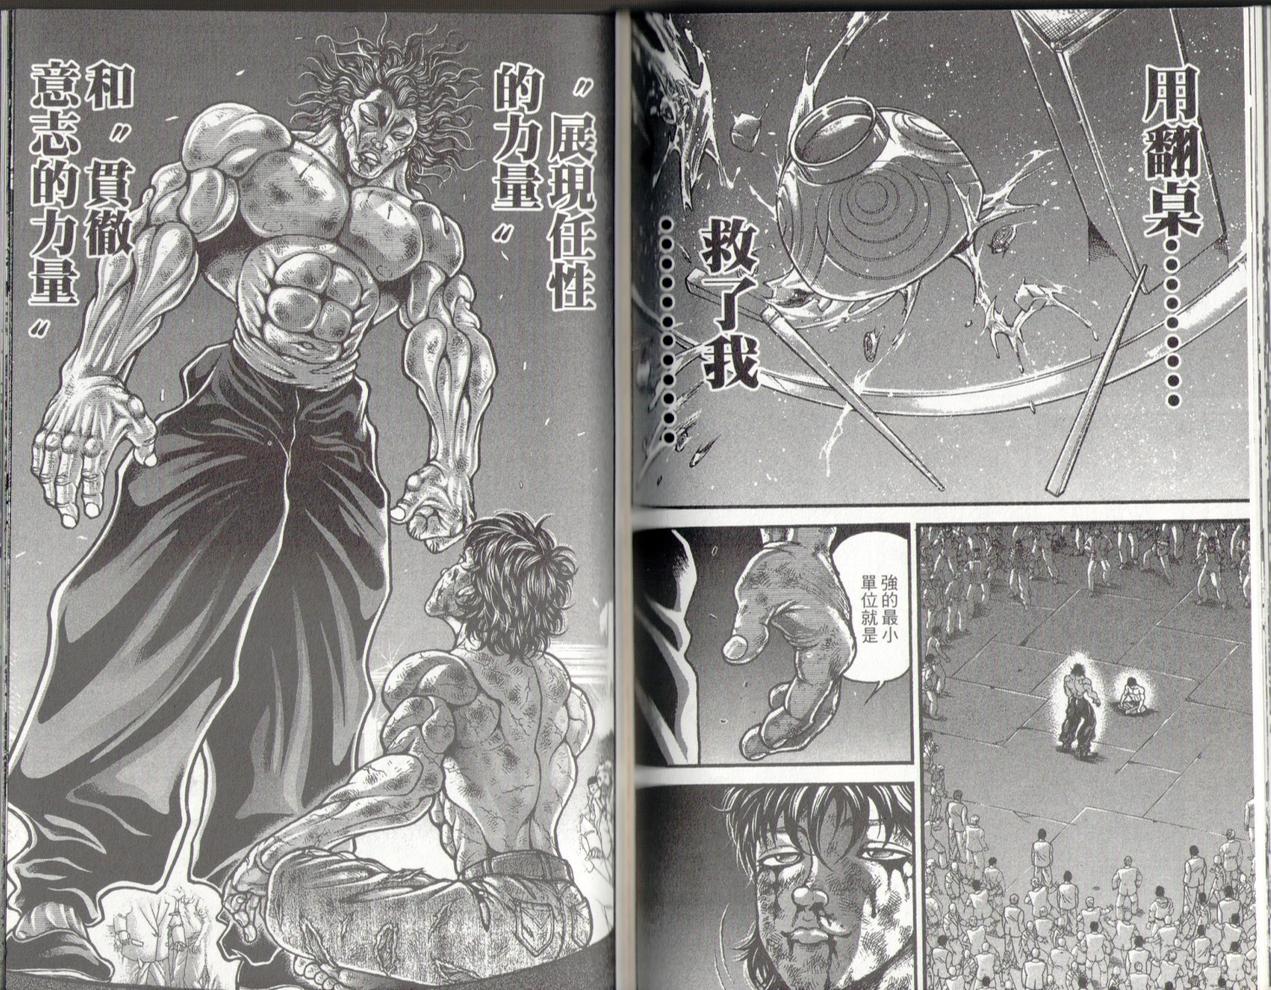 用翻桌………
救了我
…………
強的最小
單位就是
〝展現任性
的力量〞
和〝貫徹
意志的力量〞